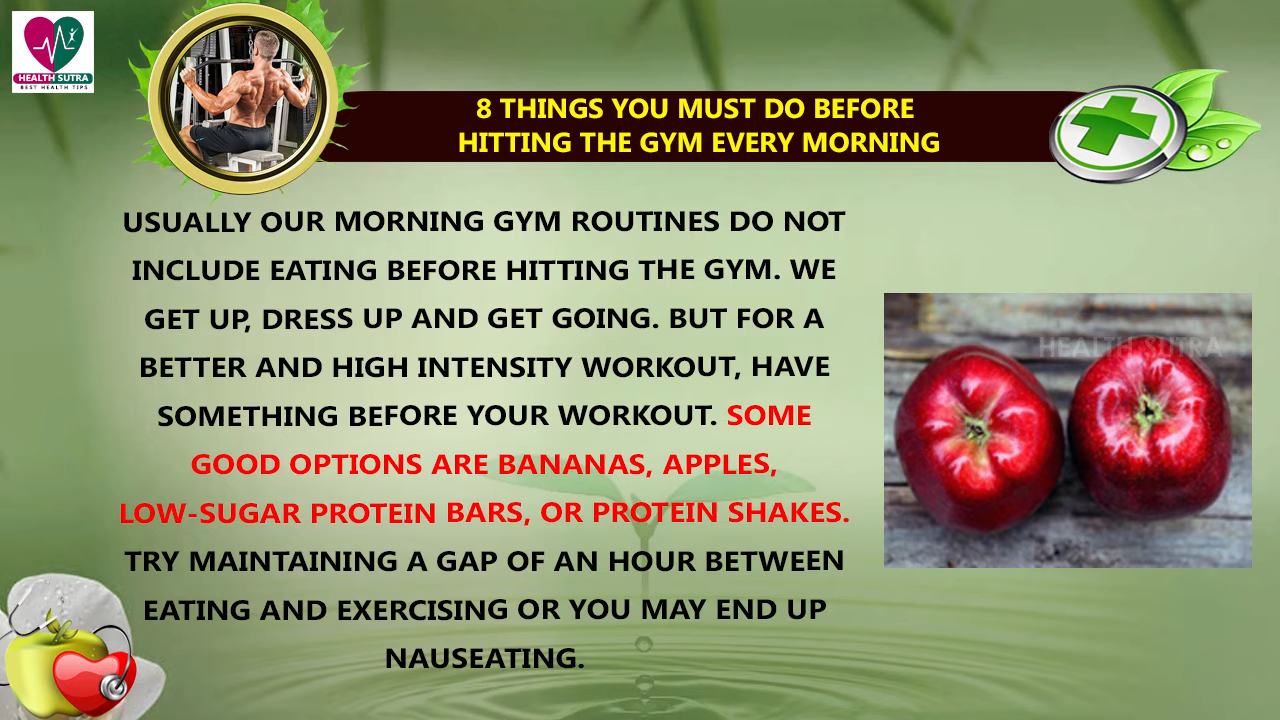 HEALTH SUTRA
BEST HEALTH TIPS
8 THINGS YOU MUST DO BEFORE
HITTING THE GYM EVERY MORNING
USUALLY OUR MORNING GYM ROUTINES DO NOT
INCLUDE EATING BEFORE HITTING THE GYM. WE
GET UP, DRESS UP AND GET GOING. BUT FOR A
BETTER AND HIGH INTENSITY WORKOUT, HAVE
SOMETHING BEFORE YOUR WORKOUT. SOME
GOOD OPTIONS ARE BANANAS, APPLES,
LOW-SUGAR PROTEIN BARS, OR PROTEIN SHAKES.
TRY MAINTAINING A GAP OF AN HOUR BETWEEN
EATING AND EXERCISING OR YOU MAY END UP
NAUSEATING.
HEALTH SUTRA